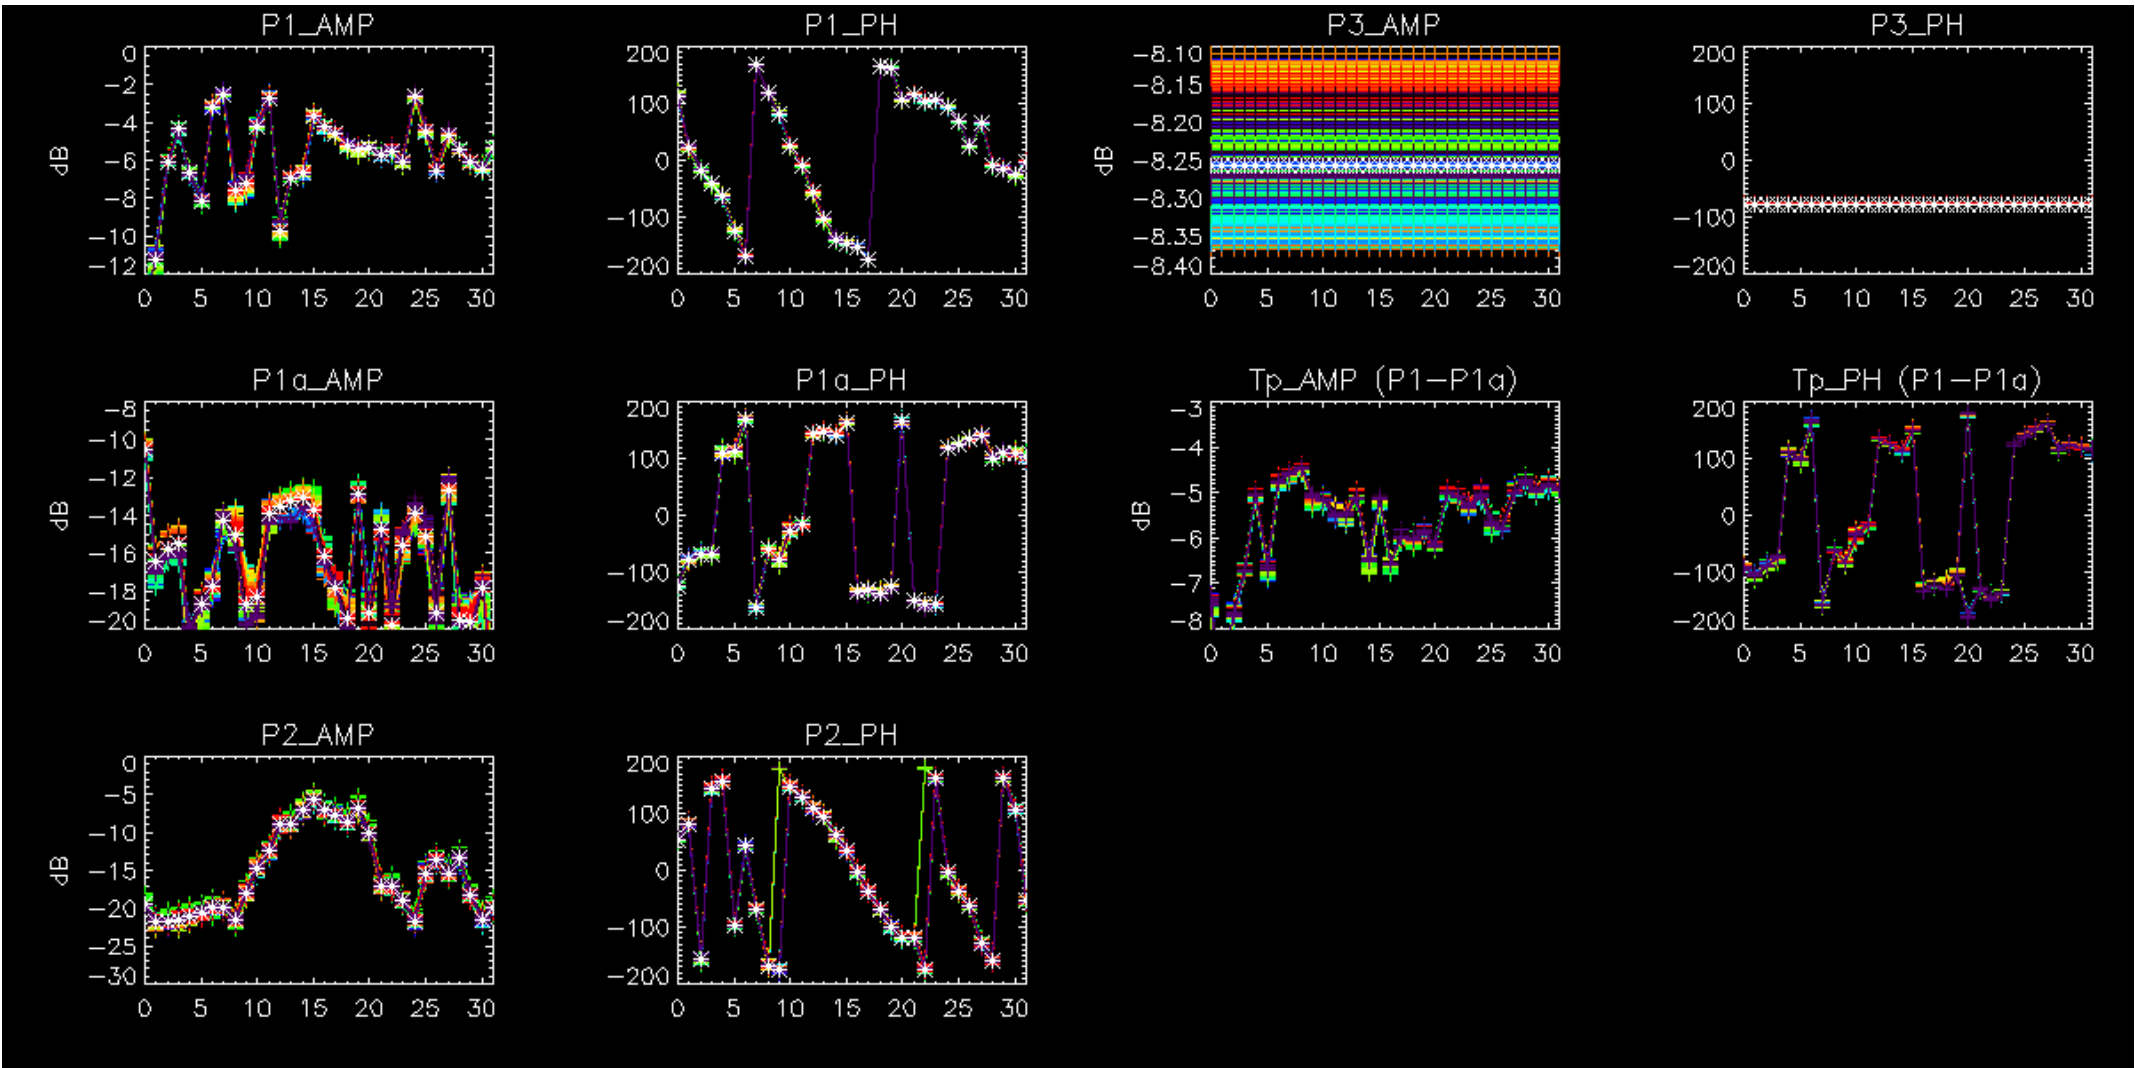 P1_AMP
dB
0
−2
−4
−6
−8
−10
−12
0 5 10 15 20 25 30
P1_PH
200
100
0
−100
−200
0 5 10 15 20 25 30
P3_AMP
dB
−8.10
−8.15
−8.20
−8.25
−8.30
−8.35
−8.40
0 5 10 15 20 25 30
P3_PH
200
100
0
−100
−200
0 5 10 15 20 25 30
P1a_AMP
dB
−8
−10
−12
−14
−16
−18
−20
0 5 10 15 20 25 30
P1a_PH
200
100
0
−100
−200
0 5 10 15 20 25 30
Tp_AMP (P1−P1a)
dB
−3
−4
−5
−6
−7
−8
0 5 10 15 20 25 30
Tp_PH (P1−P1a)
200
100
0
−100
−200
0 5 10 15 20 25 30
P2_AMP
dB
0
−5
−10
−15
−20
−25
−30
0 5 10 15 20 25 30
P2_PH
200
100
0
−100
−200
0 5 10 15 20 25 30